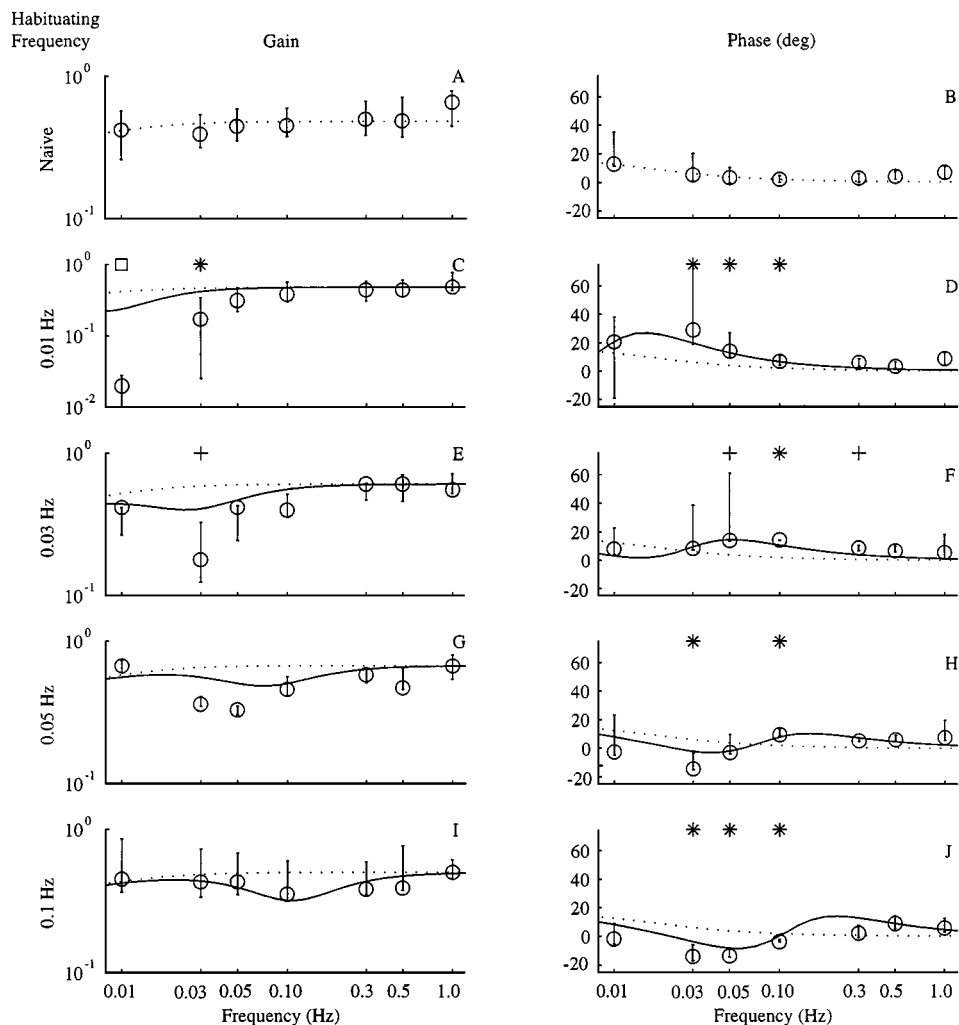 Habituating
Frequency
Gain
Phase (deg)
Naive
10^0
10^-1
A
60
40
20
0
-20
B
0.01 Hz
10^0
10^-1
10^-2
□
*
C
60
40
20
0
-20
* * *
D
0.03 Hz
10^0
10^-1
+
E
60
40
20
0
-20
+ * +
F
0.05 Hz
10^0
10^-1
G
60
40
20
0
-20
* *
H
0.1 Hz
10^0
10^-1
I
60
40
20
0
-20
* * *
J
0.01 0.03 0.05 0.10 0.3 0.5 1.0
Frequency (Hz)
0.01 0.03 0.05 0.10 0.3 0.5 1.0
Frequency (Hz)